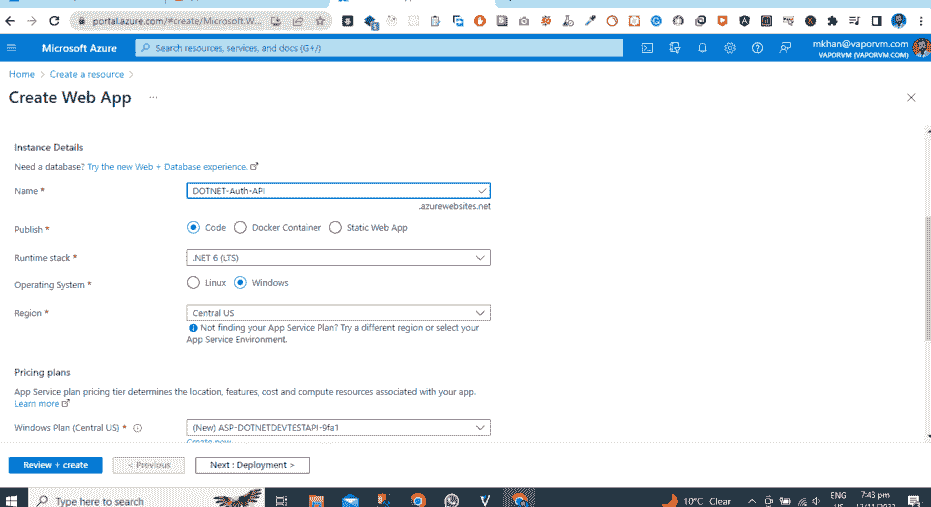 portal.azure.com/#create/Microsoft.W...
Microsoft Azure
Search resources, services, and docs (G+/)
mkhan@vaporvm.com
VAPORVM (VAPORVM.COM)
Home > Create a resource >
Create Web App ...
Instance Details
Need a database? Try the new Web + Database experience.
Name *
DOTNET-Auth-API
.azurewebsites.net
Publish *
Code
Docker Container
Static Web App
Runtime stack *
.NET 6 (LTS)
Operating System *
Linux
Windows
Region *
Central US
Not finding your App Service Plan? Try a different region or select your
App Service Environment.
Pricing plans
App Service plan pricing tier determines the location, features, cost and compute resources associated with your app.
Learn more
Windows Plan (Central US) *
(New) ASP-DOTNETDEVTESTAPI-9fa1
Create new
Review + create
< Previous
Next : Deployment >
Type here to search
10°C Clear
ENG
7:43 pm